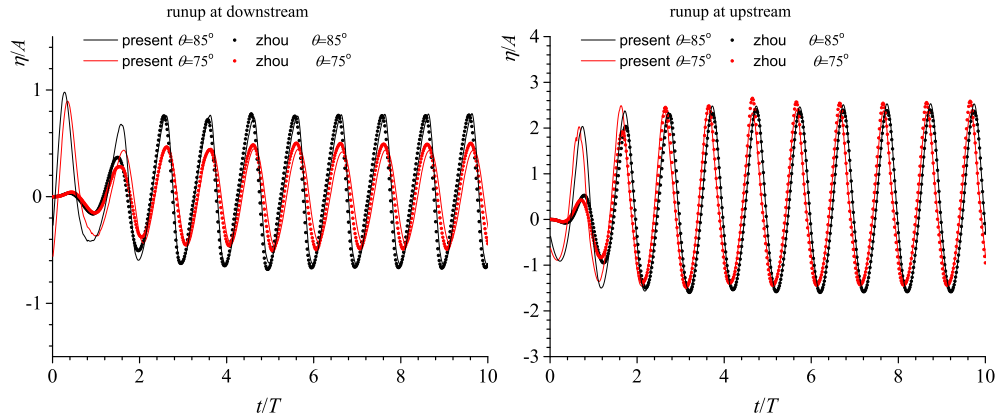 runup at downstream
present θ=85° zhou θ=85°
present θ=75° zhou θ=75°
η/A
1
0
-1
0 2 4 6 8 10
t/T
runup at upstream
present θ=85° zhou θ=85°
present θ=75° zhou θ=75°
η/A
4
3
2
1
0
-1
-2
-3
0 2 4 6 8 10
t/T